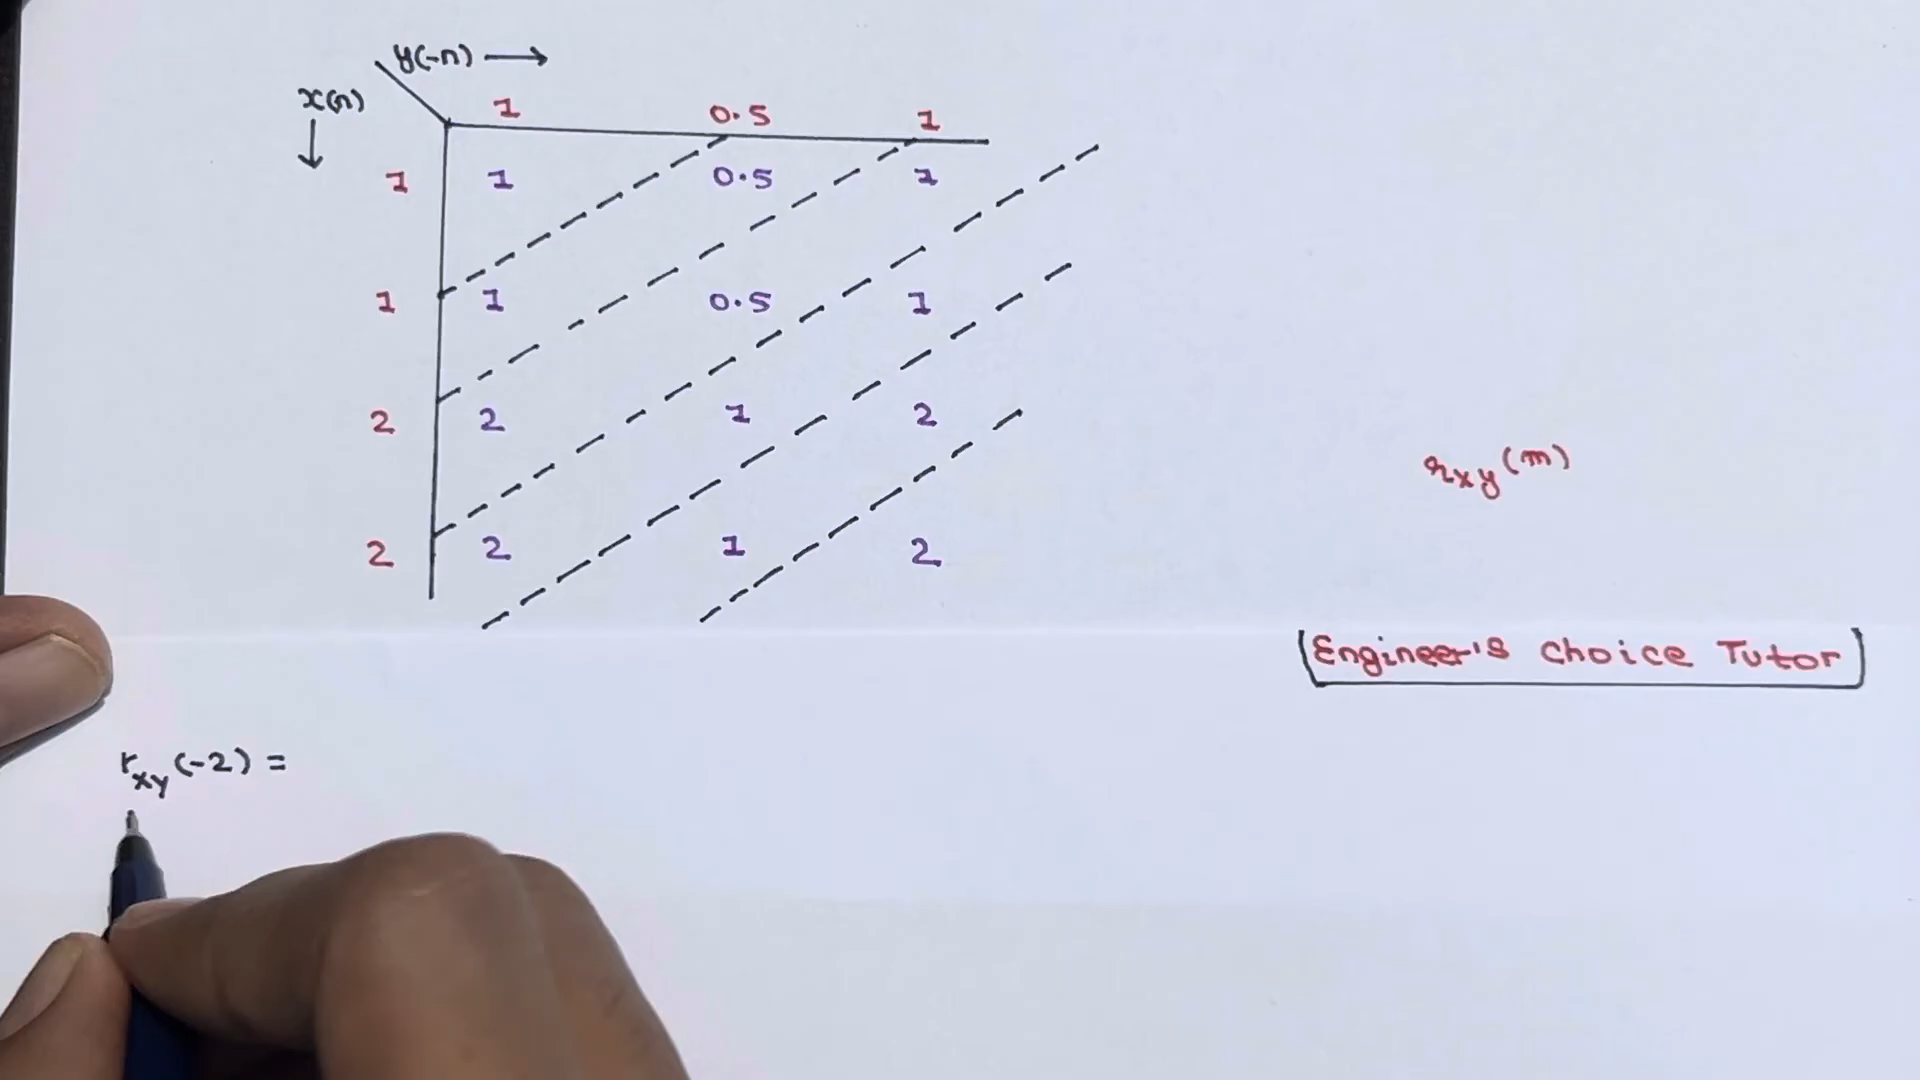 y(-n) →
x(n) ↓
1 0.5 1
1 1 0.5 1
1 1 0.5 1
2 2 1 2
2 2 1 2
rxy(m)
Engineer's Choice Tutor
rxy(-2) =